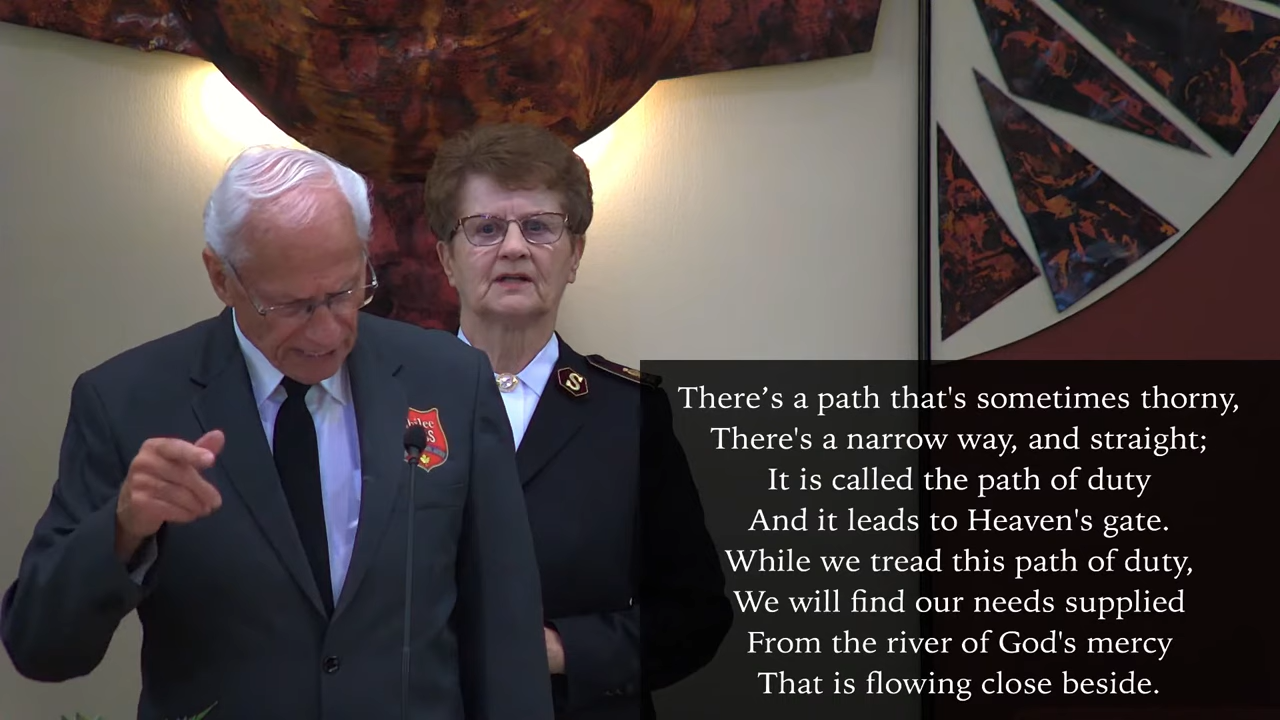 There’s a path that's sometimes thorny,
There's a narrow way, and straight;
It is called the path of duty
And it leads to Heaven's gate.
While we tread this path of duty,
We will find our needs supplied
From the river of God's mercy
That is flowing close beside.
S